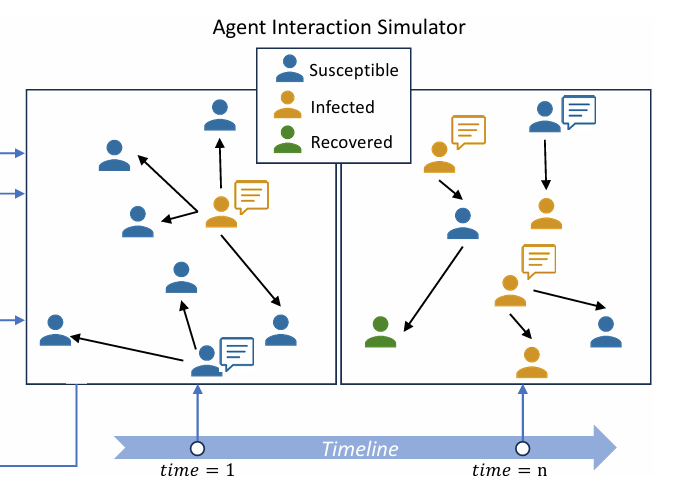 Agent Interaction Simulator
Susceptible
Infected
Recovered
Timeline
time = 1
time = n